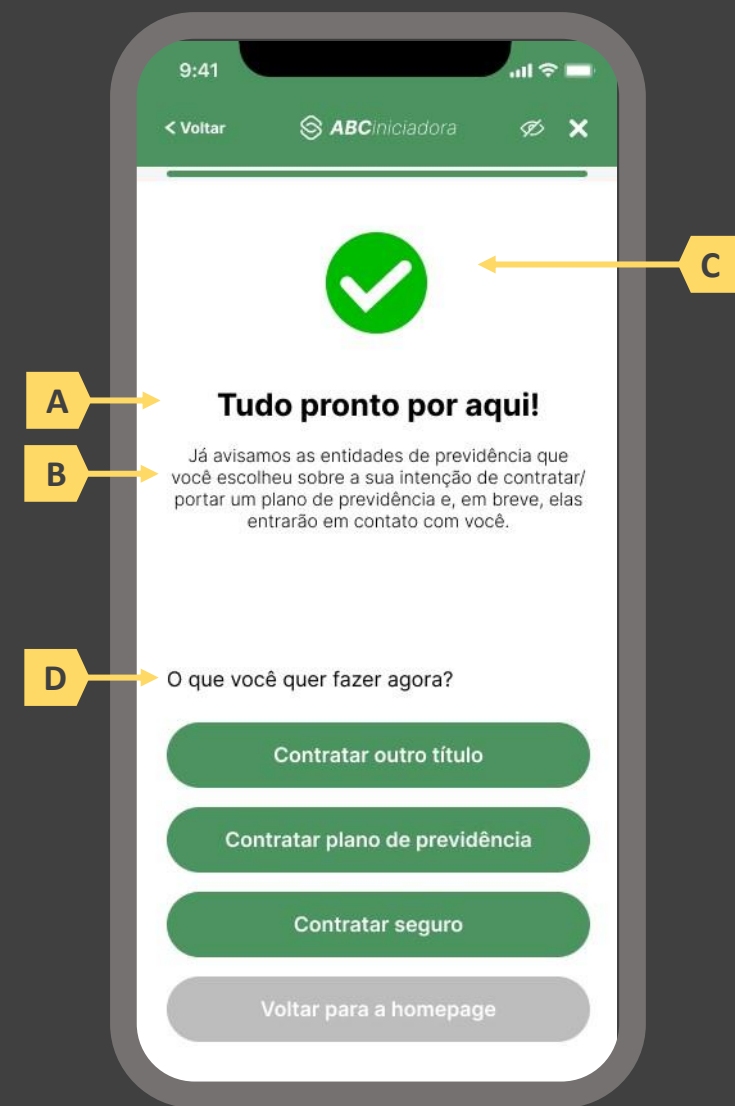 9:41
< Voltar
ABCiniciadora
C
A
Tudo pronto por aqui!
B
Já avisamos as entidades de previdência que
você escolheu sobre a sua intenção de contratar/
portar um plano de previdência e, em breve, elas
entrarão em contato com você.
D
O que você quer fazer agora?
Contratar outro título
Contratar plano de previdência
Contratar seguro
Voltar para a homepage